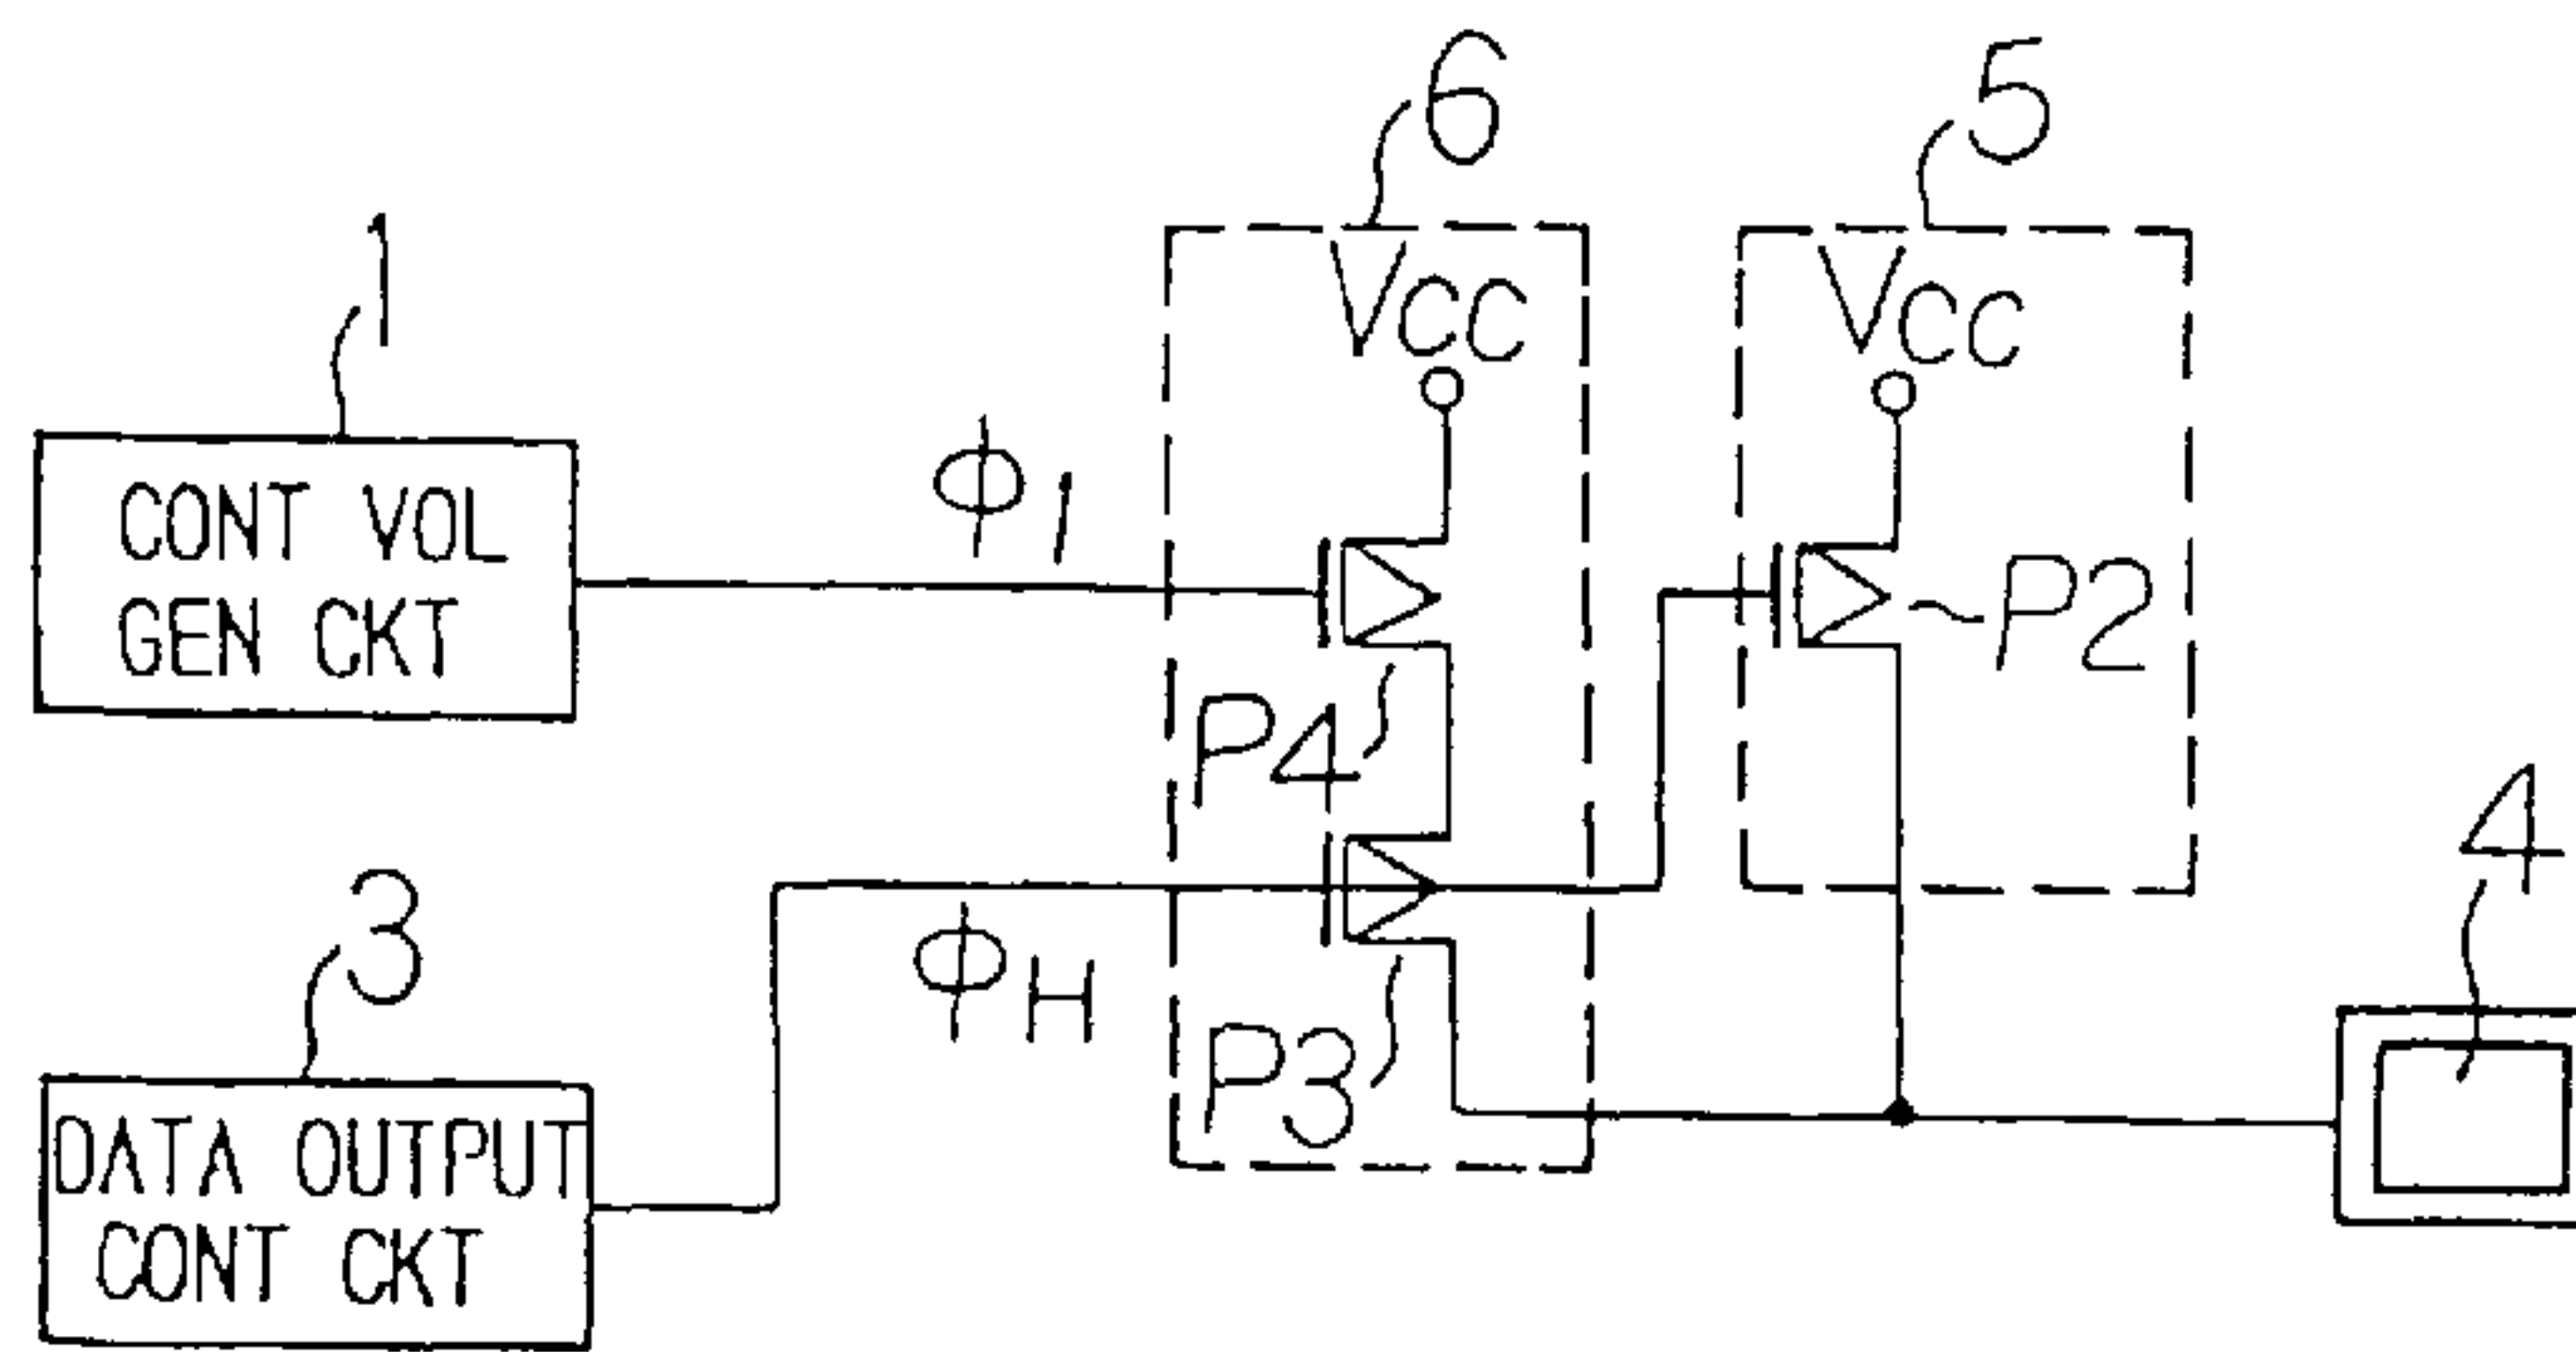 6
5
1
VCC
VCC
CONT VOL
GEN CKT
Φ1
P2
P4
4
3
ΦH
P3
DATA OUTPUT
CONT CKT